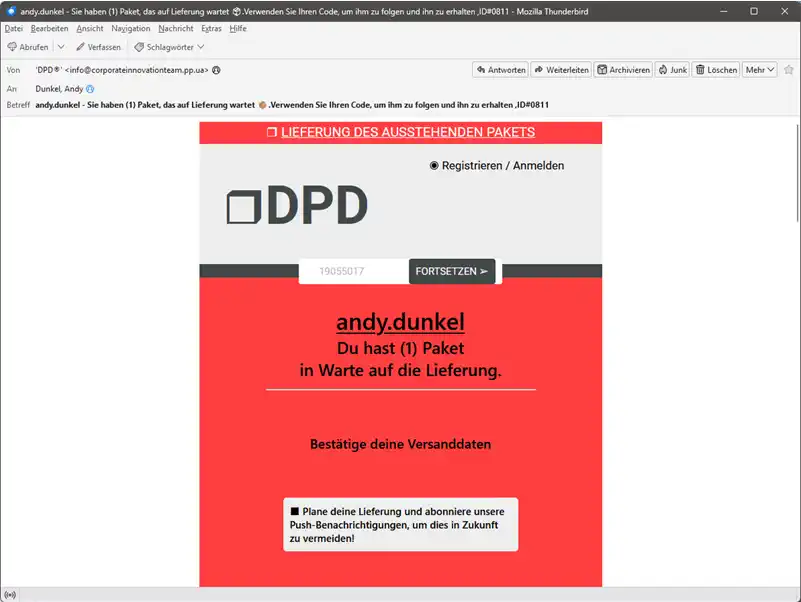 andy.dunkel - Sie haben (1) Paket, das auf Lieferung wartet 📦.Verwenden Sie Ihren Code, um ihm zu folgen und ihn zu erhalten ,ID#0811 - Mozilla Thunderbird
Datei Bearbeiten Ansicht Navigation Nachricht Extras Hilfe
Abrufen Verfassen Schlagwörter
Von 'DPD®' <info@corporateinnovationteam.pp.ua> Antworten Weiterleiten Archivieren Junk Löschen Mehr
An Dunkel, Andy
Betreff andy.dunkel - Sie haben (1) Paket, das auf Lieferung wartet 📦.Verwenden Sie Ihren Code, um ihm zu folgen und ihn zu erhalten ,ID#0811
❒ LIEFERUNG DES AUSSTEHENDEN PAKETS
◉ Registrieren / Anmelden
❒DPD
19055017 FORTSETZEN ➢
andy.dunkel
Du hast (1) Paket
in Warte auf die Lieferung.
Bestätige deine Versanddaten
■ Plane deine Lieferung und abonniere unsere
Push-Benachrichtigungen, um dies in Zukunft
zu vermeiden!